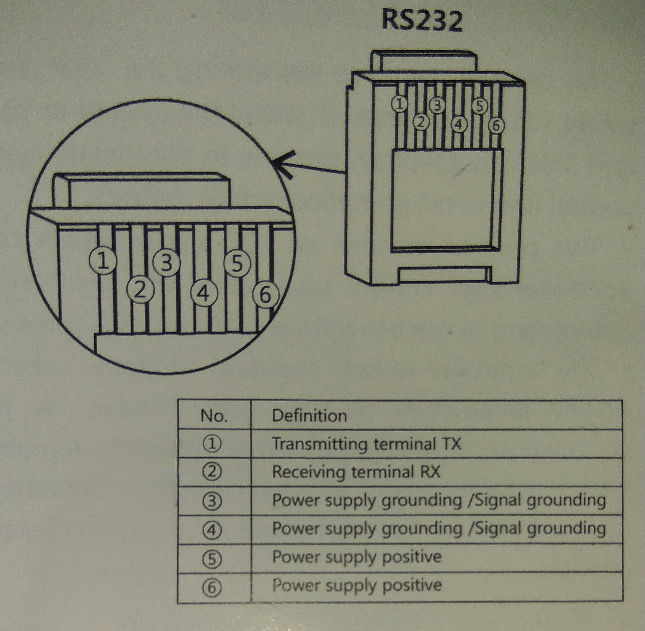 RS232
① ② ③ ④ ⑤ ⑥
① ② ③ ④ ⑤ ⑥
No. Definition
① Transmitting terminal TX
② Receiving terminal RX
③ Power supply grounding /Signal grounding
④ Power supply grounding /Signal grounding
⑤ Power supply positive
⑥ Power supply positive